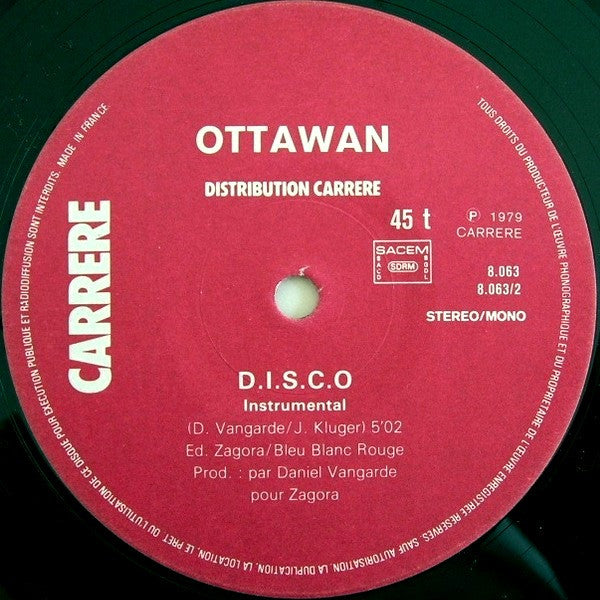 OTTAWAN
DISTRIBUTION CARRERE
CARRERE
45 t
℗ 1979
CARRERE
SACEM
SACD
SDRM
SGDL
8.063
8.063/2
STEREO/MONO
D.I.S.C.O
Instrumental
(D. Vangarde/J. Kluger) 5'02
Ed. Zagora/Bleu Blanc Rouge
Prod. : par Daniel Vangarde
pour Zagora
TOUS DROITS DU PRODUCTEUR DE L'ŒUVRE PHONOGRAPHIQUE ET DU PROPRIETAIRE DE L'ŒUVRE ENREGISTREE RESERVES. SAUF AUTORISATION, LA DUPLICATION, LA LOCATION, LE PRET OU L'UTILISATION DE CE DISQUE POUR EXECUTION PUBLIQUE ET RADIODIFFUSION SONT INTERDITS. MADE IN FRANCE.